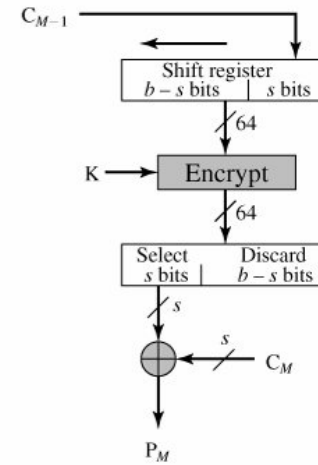 C_{M−1}
Shift register
b − s bits | s bits
64
K
Encrypt
64
Select Discard
s bits | b − s bits
s
s
C_M
P_M